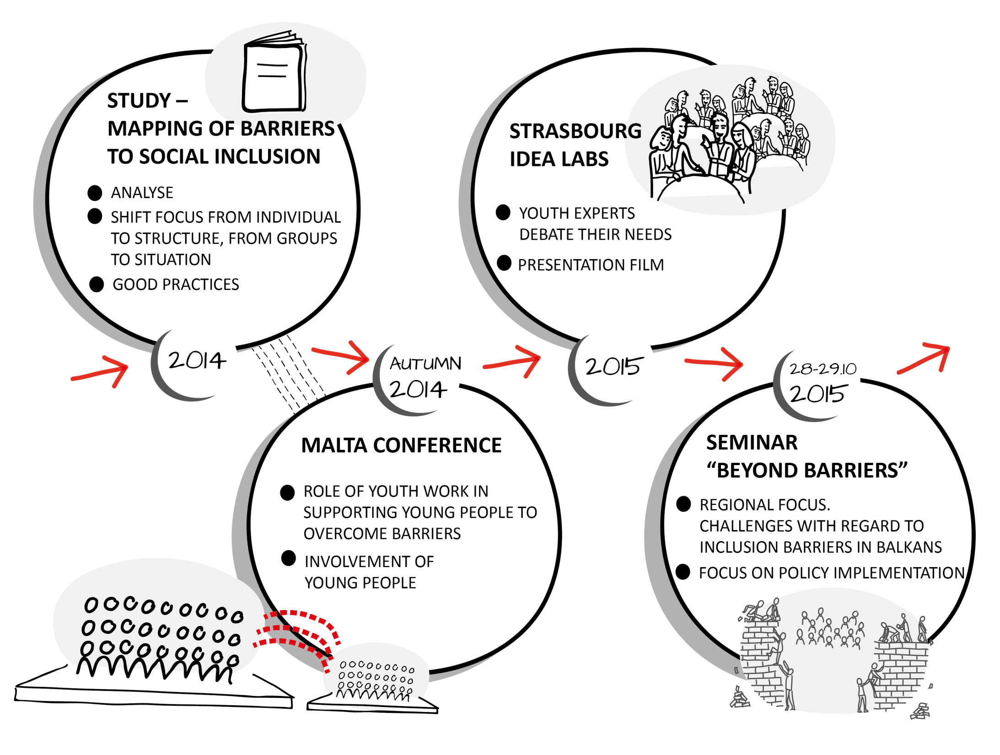 STUDY –
MAPPING OF BARRIERS
TO SOCIAL INCLUSION
● ANALYSE
● SHIFT FOCUS FROM INDIVIDUAL
TO STRUCTURE, FROM GROUPS
TO SITUATION
● GOOD PRACTICES
2014
AUTUMN
2014
MALTA CONFERENCE
● ROLE OF YOUTH WORK IN
SUPPORTING YOUNG PEOPLE TO
OVERCOME BARRIERS
● INVOLVEMENT OF
YOUNG PEOPLE
STRASBOURG
IDEA LABS
● YOUTH EXPERTS
DEBATE THEIR NEEDS
● PRESENTATION FILM
2015
28-29.10
2015
SEMINAR
“BEYOND BARRIERS”
● REGIONAL FOCUS.
CHALLENGES WITH REGARD TO
INCLUSION BARRIERS IN BALKANS
● FOCUS ON POLICY IMPLEMENTATION